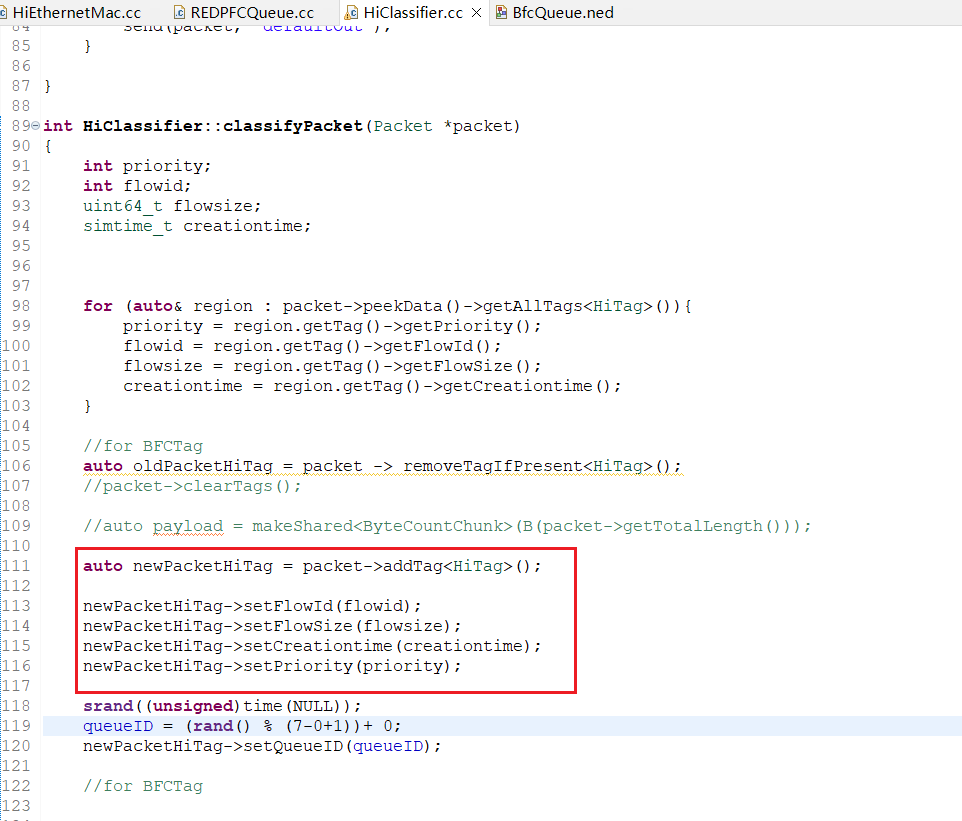 HiEthernetMac.cc REDPFCQueue.cc HiClassifier.cc BfcQueue.ned
84 send(packet, "defaultOut");
85 }
86
87 }
88
89 int HiClassifier::classifyPacket(Packet *packet)
90 {
91 int priority;
92 int flowid;
93 uint64_t flowsize;
94 simtime_t creationtime;
95
96
97
98 for (auto& region : packet->peekData()->getAllTags<HiTag>()){
99 priority = region.getTag()->getPriority();
100 flowid = region.getTag()->getFlowId();
101 flowsize = region.getTag()->getFlowSize();
102 creationtime = region.getTag()->getCreationtime();
103 }
104
105 //for BFCTag
106 auto oldPacketHiTag = packet -> removeTagIfPresent<HiTag>();
107 //packet->clearTags();
108
109 //auto payload = makeShared<ByteCountChunk>(B(packet->getTotalLength()));
110
111 auto newPacketHiTag = packet->addTag<HiTag>();
112
113 newPacketHiTag->setFlowId(flowid);
114 newPacketHiTag->setFlowSize(flowsize);
115 newPacketHiTag->setCreationtime(creationtime);
116 newPacketHiTag->setPriority(priority);
117
118 srand((unsigned)time(NULL));
119 queueID = (rand() % (7-0+1))+ 0;
120 newPacketHiTag->setQueueID(queueID);
121
122 //for BFCTag
123